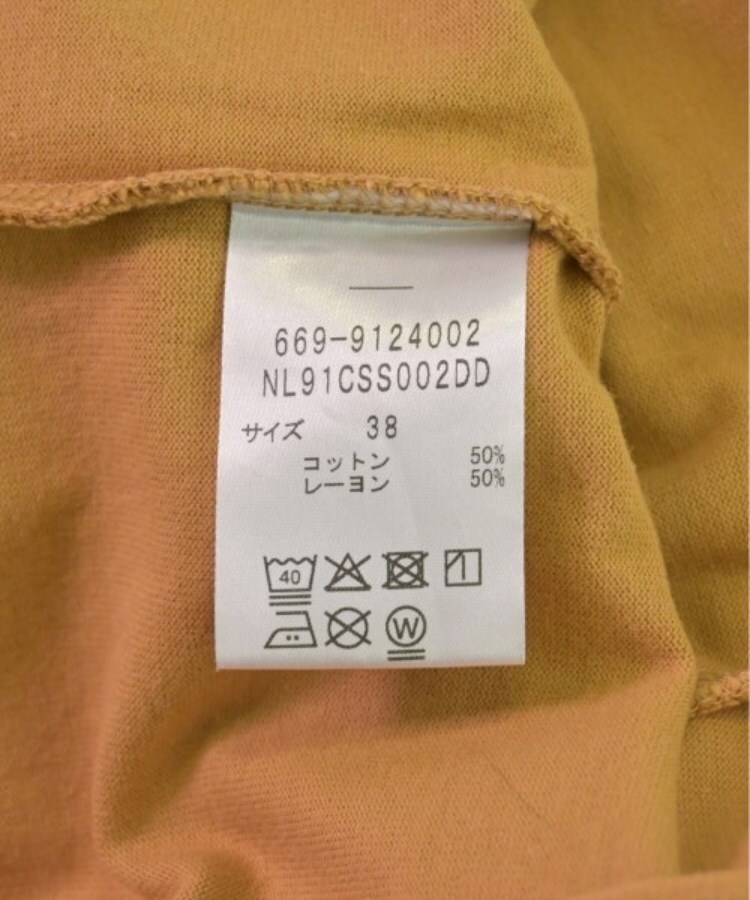 669-9124002
NL91CSS002DD
サイズ 38
コットン 50%
レーヨン 50%
40
W